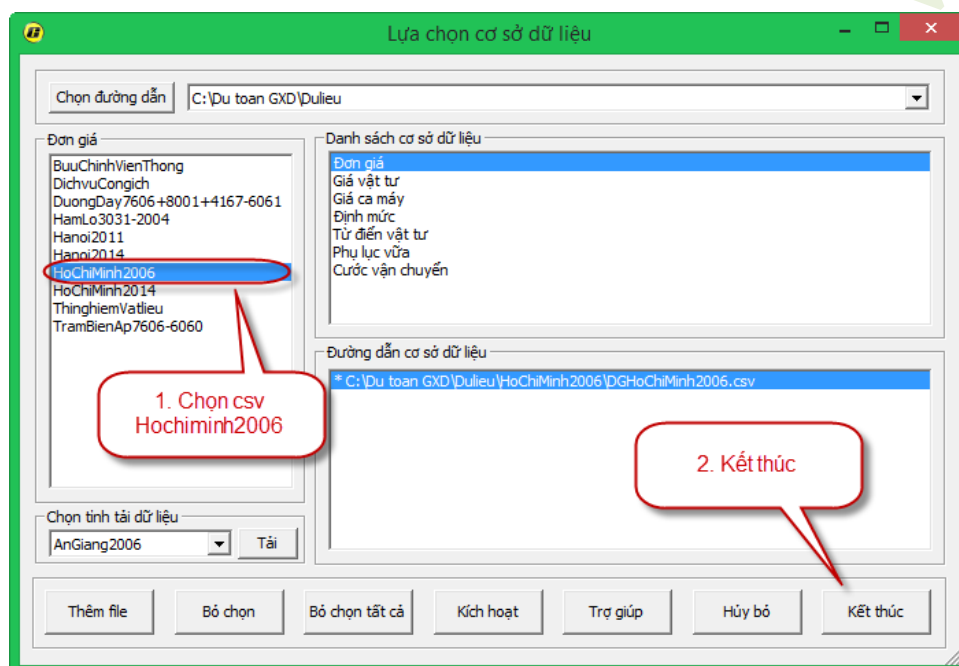 Lựa chọn cơ sở dữ liệu
Chọn đường dẫn
C:\Du toan GXD\Dulieu
Đơn giá
BuuChinhVienThong
DichvuCongich
DuongDay7606+8001+4167-6061
HamLo3031-2004
Hanoi2011
Hanoi2014
HoChiMinh2006
HoChiMinh2014
ThinghiemVatlieu
TramBienAp7606-6060
1. Chọn csv
Hochiminh2006
Chọn tỉnh tải dữ liệu
AnGiang2006
Tải
Danh sách cơ sở dữ liệu
Đơn giá
Giá vật tư
Giá ca máy
Định mức
Từ điển vật tư
Phụ lục vữa
Cước vận chuyển
Đường dẫn cơ sở dữ liệu
* C:\Du toan GXD\Dulieu\HoChiMinh2006\DGHoChiMinh2006.csv
2. Kết thúc
Thêm file
Bỏ chọn
Bỏ chọn tất cả
Kích hoạt
Trợ giúp
Hủy bỏ
Kết thúc